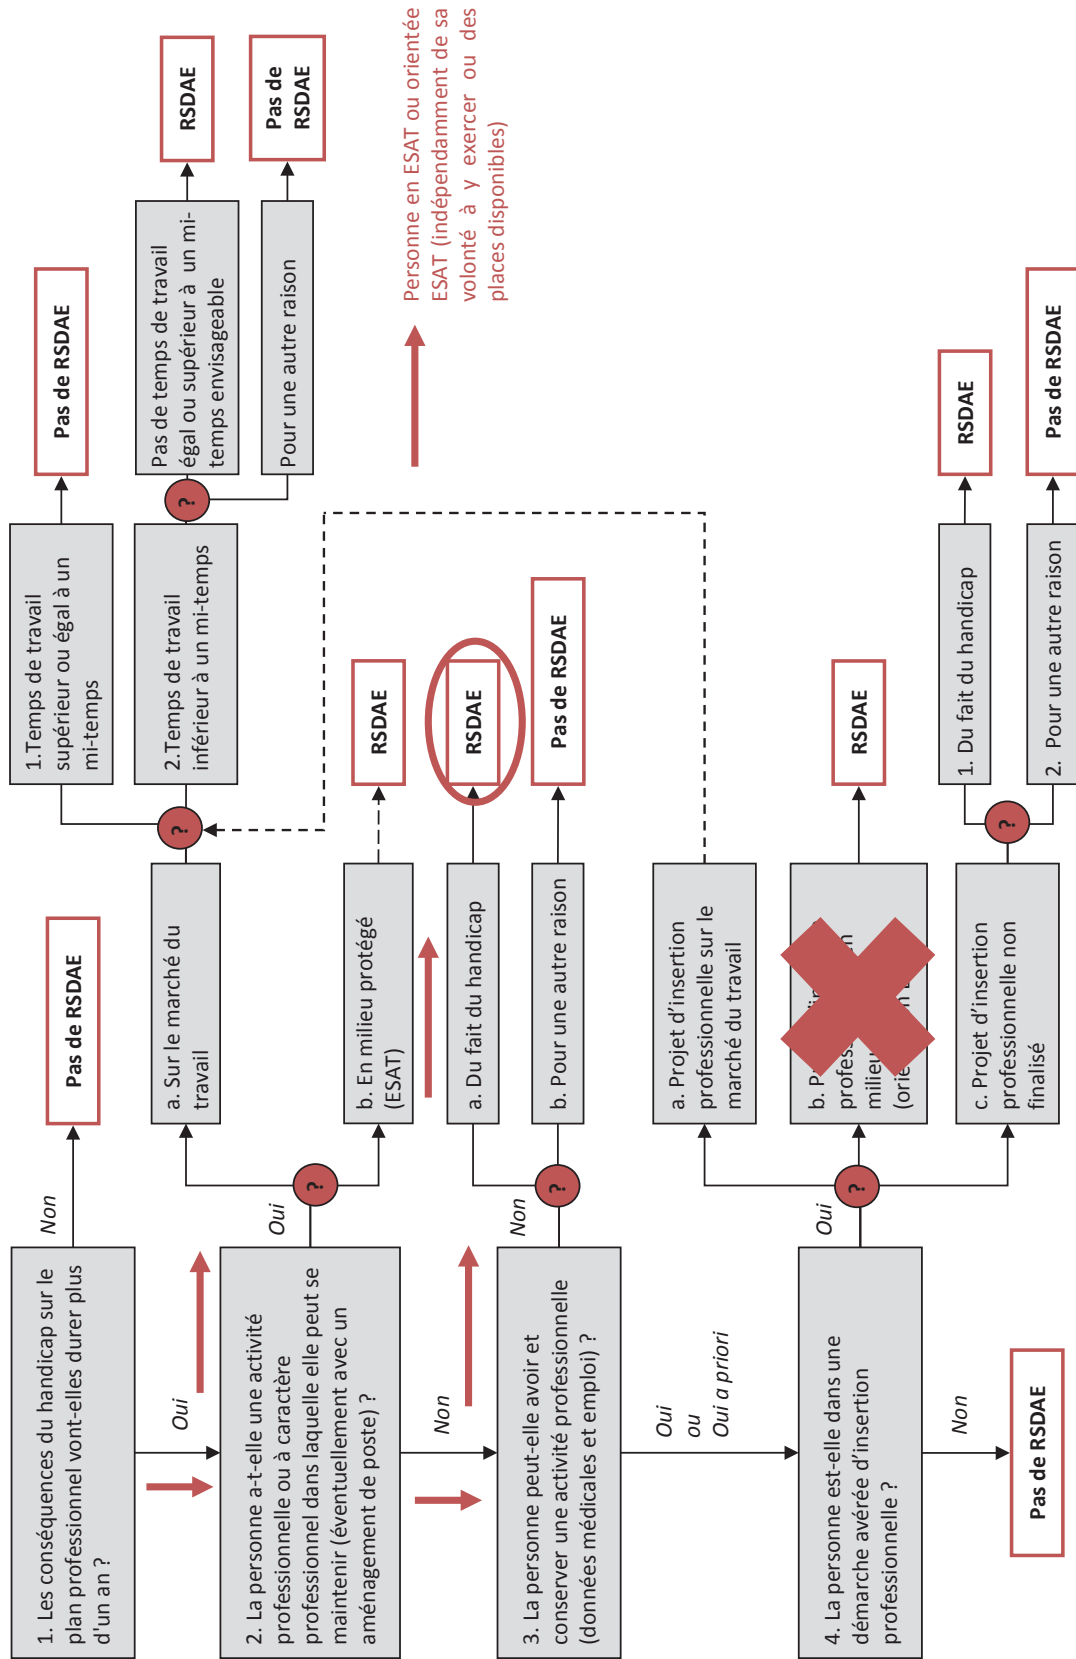 1. Les conséquences du handicap sur le
plan professionnel vont-elles durer plus
d'un an ?
Non
Pas de RSDAE
Oui
2. La personne a-t-elle une activité
professionnelle ou à caractère
professionnel dans laquelle elle peut se
maintenir (éventuellement avec un
aménagement de poste) ?
Oui
?
a. Sur le marché du
travail
?
1.Temps de travail
supérieur ou égal à un
mi-temps
Pas de RSDAE
2.Temps de travail
inférieur à un mi-temps
?
Pas de temps de travail
égal ou supérieur à un mi-
temps envisageable
RSDAE
Pour une autre raison
Pas de
RSDAE
b. En milieu protégé
(ESAT)
RSDAE
Personne en ESAT ou orientée
ESAT (indépendamment de sa
volonté à y exercer ou des
places disponibles)
Non
3. La personne peut-elle avoir et
conserver une activité professionnelle
(données médicales et emploi) ?
Non
?
a. Du fait du handicap
RSDAE
b. Pour une autre raison
Pas de RSDAE
Oui
ou
Oui a priori
4. La personne est-elle dans une
démarche avérée d'insertion
professionnelle ?
Oui
?
a. Projet d'insertion
professionnelle sur le
marché du travail
b.
milieu
RSDAE
c. Projet d'insertion
professionnelle non
finalisé
?
1. Du fait du handicap
RSDAE
2. Pour une autre raison
Pas de RSDAE
Non
Pas de RSDAE